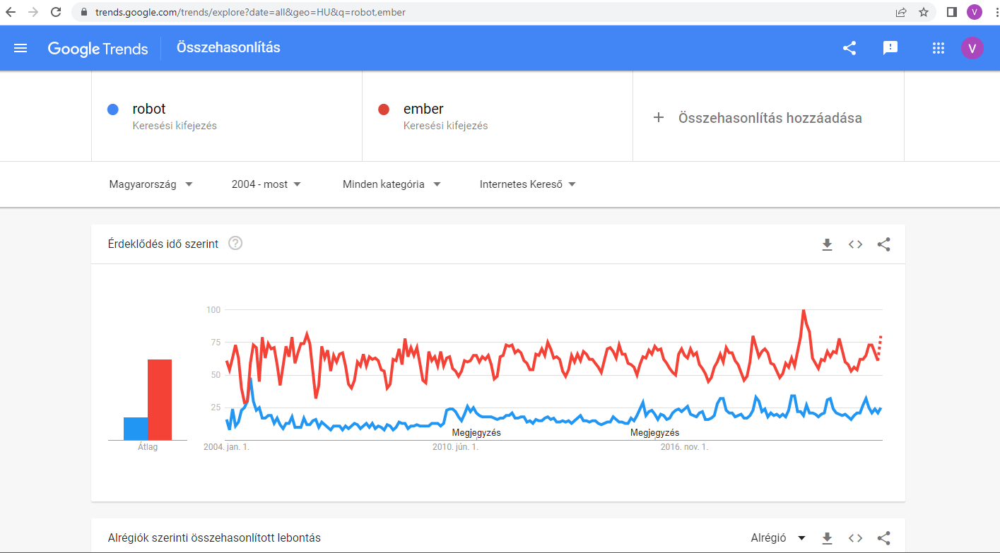 trends.google.com/trends/explore?date=all&geo=HU&q=robot,ember
V
Google Trends
Összehasonlítás
V
robot
Keresési kifejezés
ember
Keresési kifejezés
+ Összehasonlítás hozzáadása
Magyarország
2004 - most
Minden kategória
Internetes Kereső
Érdeklődés idő szerint
?
100
75
50
25
Megjegyzés
Megjegyzés
Átlag
2004. jan. 1.
2010. jún. 1.
2016. nov. 1.
Alrégiók szerinti összehasonlított lebontás
Alrégió